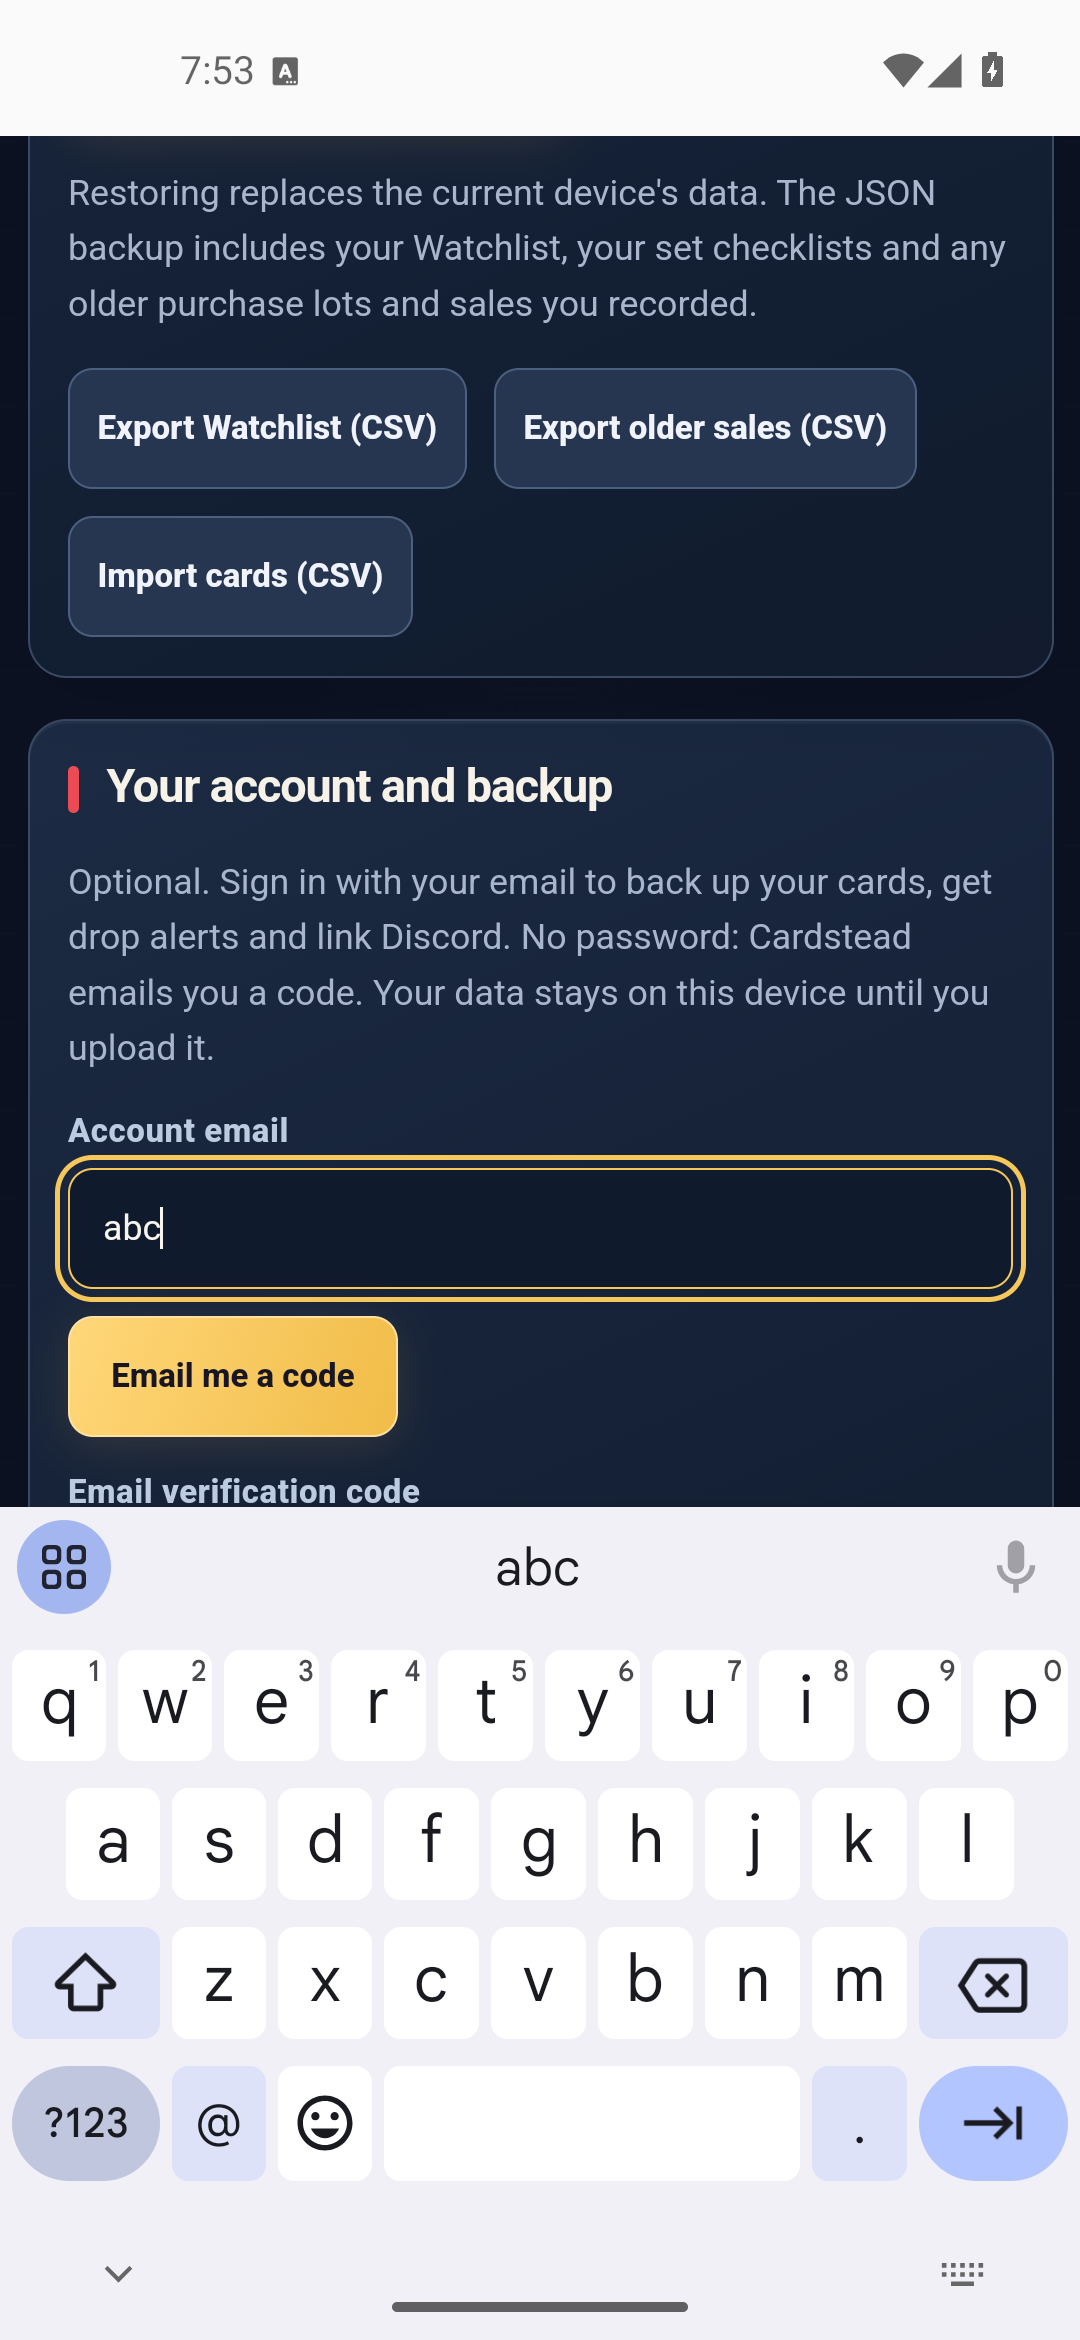 7:53
Restoring replaces the current device's data. The JSON
backup includes your Watchlist, your set checklists and any
older purchase lots and sales you recorded.
Export Watchlist (CSV)
Export older sales (CSV)
Import cards (CSV)
Your account and backup
Optional. Sign in with your email to back up your cards, get
drop alerts and link Discord. No password: Cardstead
emails you a code. Your data stays on this device until you
upload it.
Account email
abc
Email me a code
Email verification code
abc
q 1 w 2 e 3 r 4 t 5 y 6 u 7 i 8 o 9 p 0
a s d f g h j k l
z x c v b n m
?123 @ .